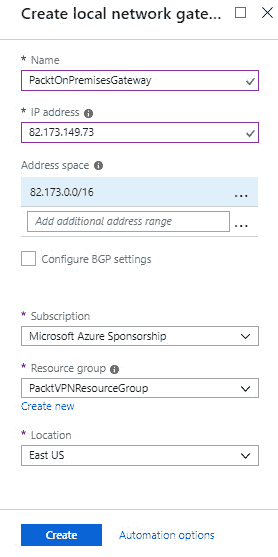 Create local network gate...
* Name
PacktOnPremisesGateway
* IP address
82.173.149.73
Address space
82.173.0.0/16
...
Add additional address range
...
Configure BGP settings
* Subscription
Microsoft Azure Sponsorship
* Resource group
PacktVPNResourceGroup
Create new
* Location
East US
Create Automation options